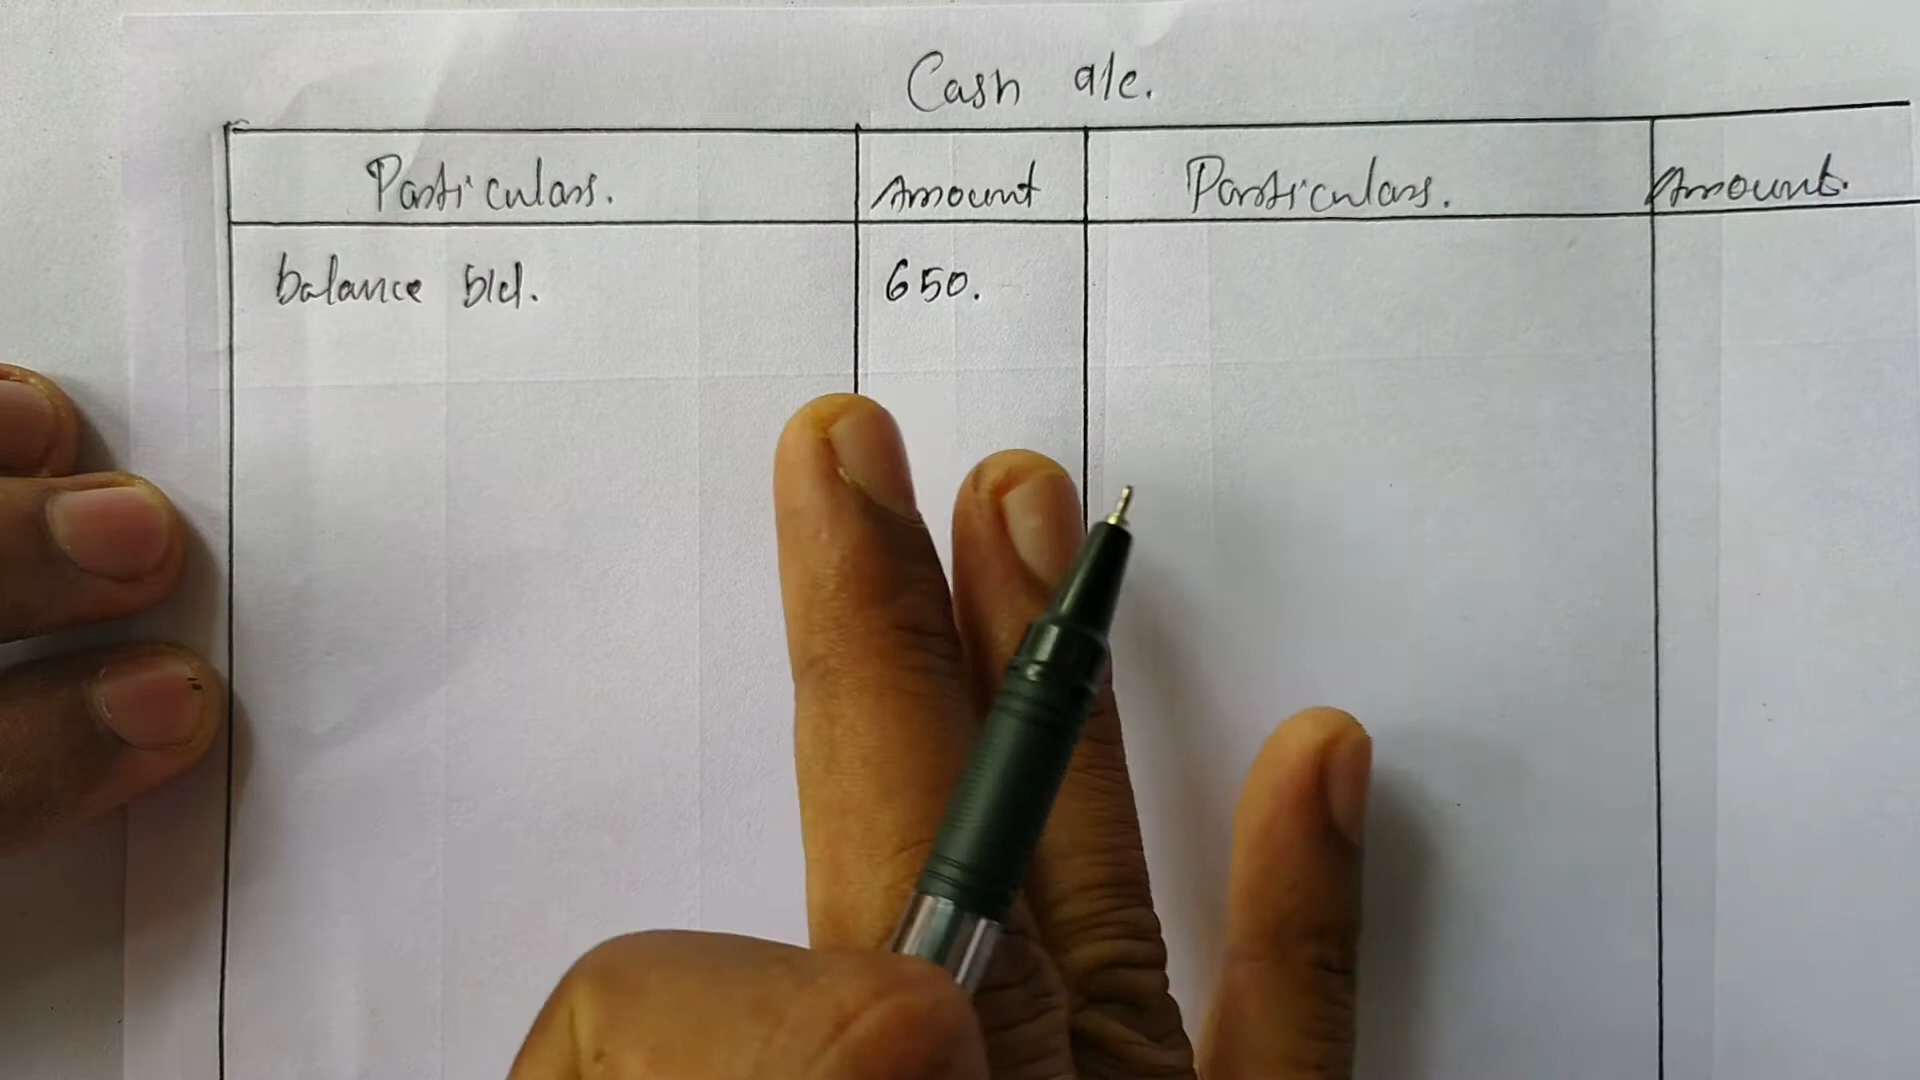 Cash a/c.
Particulars. Amount Particulars. Amount.
balance b/d. 650.